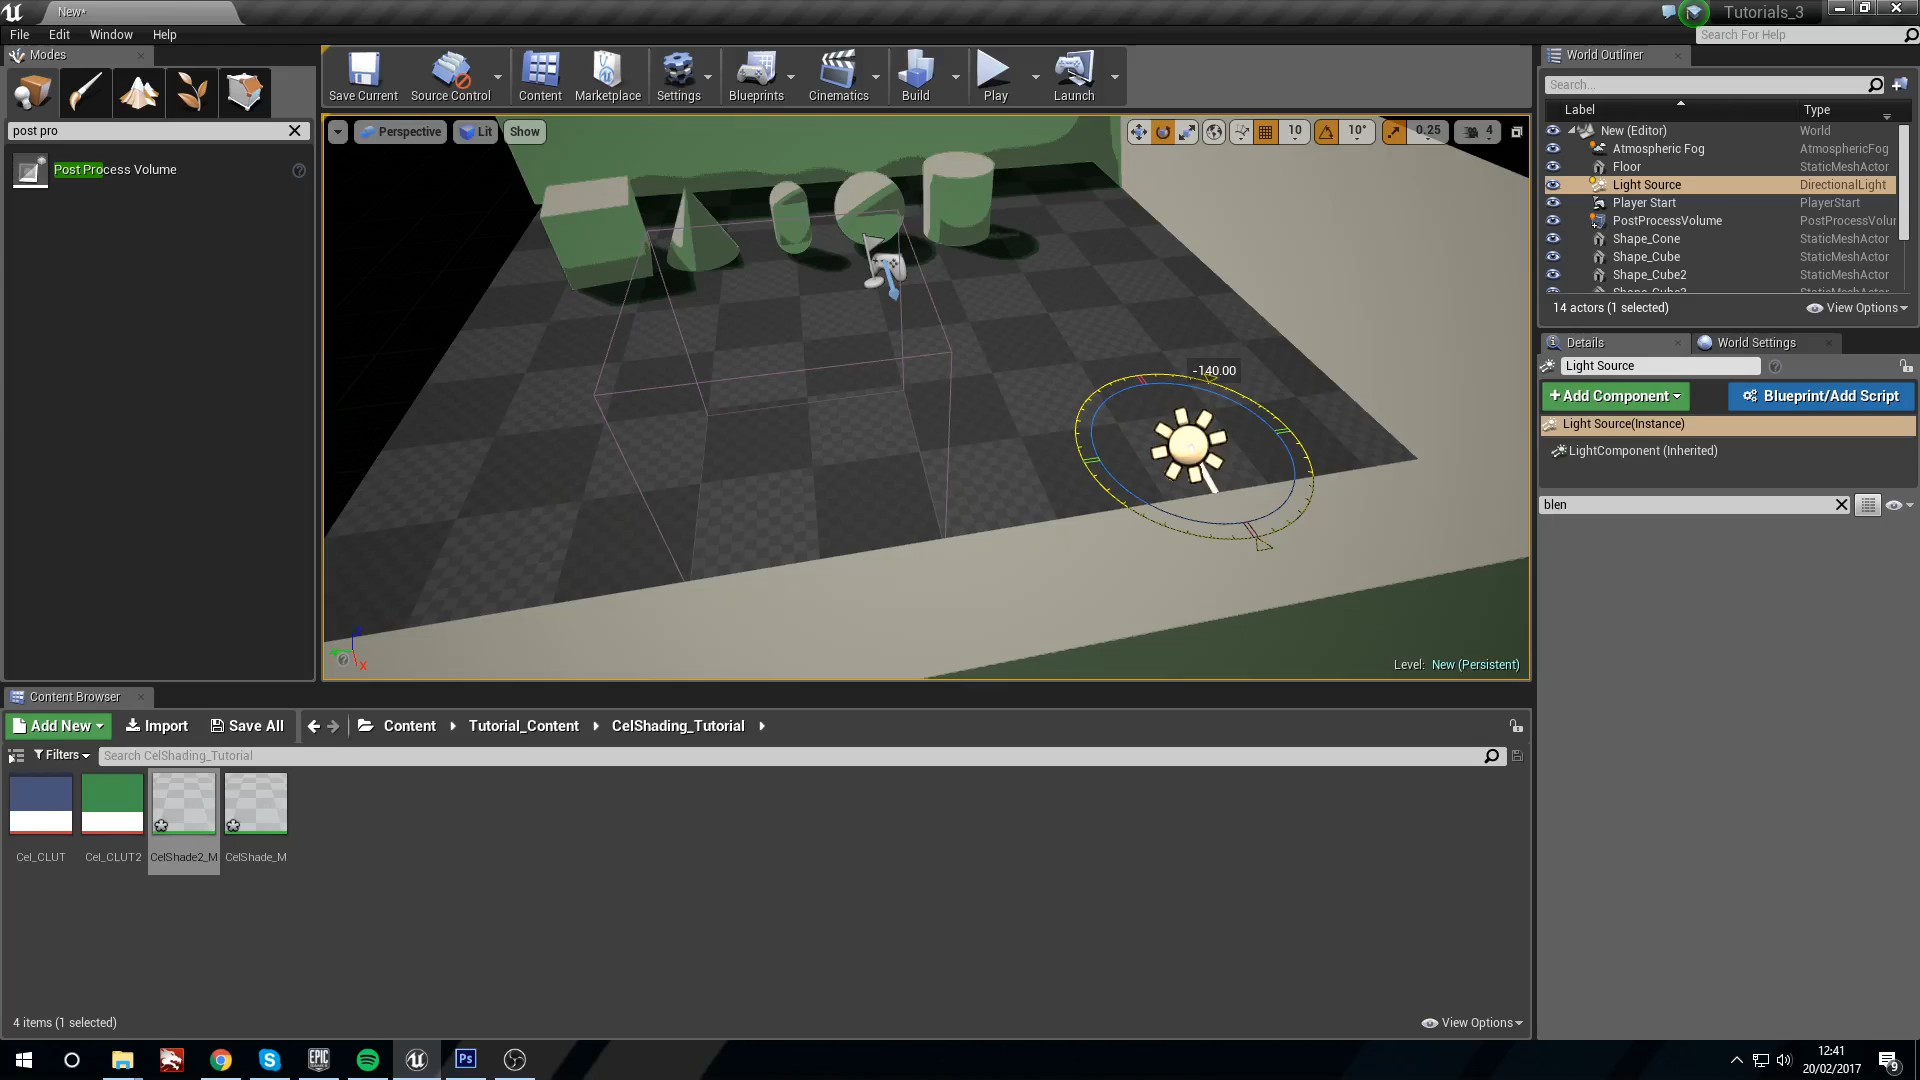 New*
Tutorials_3
File Edit Window Help
Search For Help
Modes
post pro
Post Process Volume
Save Current
Source Control
Content
Marketplace
Settings
Blueprints
Cinematics
Build
Play
Launch
Perspective
Lit
Show
10
10°
0.25
4
-140.00
Z
X
Level: New (Persistent)
World Outliner
Search...
Label Type
New (Editor) World
Atmospheric Fog AtmosphericFog
Floor StaticMeshActor
Light Source DirectionalLight
Player Start PlayerStart
PostProcessVolume PostProcessVolur
Shape_Cone StaticMeshActor
Shape_Cube StaticMeshActor
Shape_Cube2 StaticMeshActor
14 actors (1 selected)
View Options
Details
World Settings
Light Source
+Add Component
Blueprint/Add Script
Light Source(Instance)
LightComponent (Inherited)
blen
Content Browser
Add New
Import
Save All
Content
Tutorial_Content
CelShading_Tutorial
Filters
Search CelShading_Tutorial
Cel_CLUT
Cel_CLUT2
CelShade2_M
CelShade_M
4 items (1 selected)
View Options
EPIC
Ps
12:41
20/02/2017
9